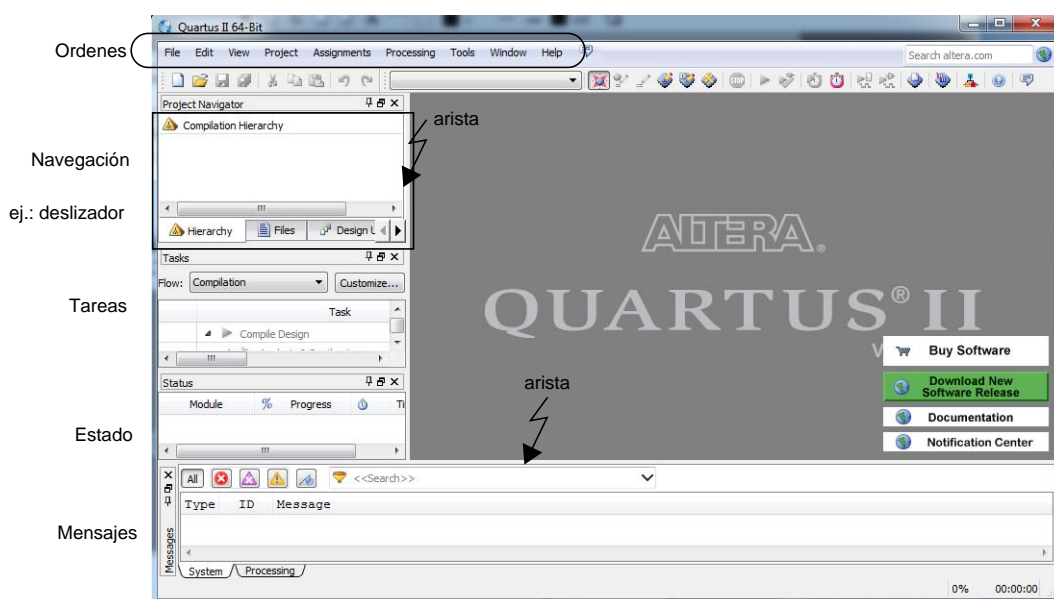 Quartus II 64-Bit
Ordenes
File Edit View Project Assignments Processing Tools Window Help
Search altera.com
Project Navigator
arista
Compilation Hierarchy
Navegación
ej.: deslizador
Hierarchy Files Design U
ALTERA®
Tasks
Flow: Compilation Customize...
Tareas
Task
QUARTUS® II
Compile Design
V
Buy Software
Status
arista
Download New
Software Release
Module % Progress Ti
Documentation
Estado
Notification Center
All <<Search>>
Type ID Message
Mensajes
Messages
System Processing
0% 00:00:00